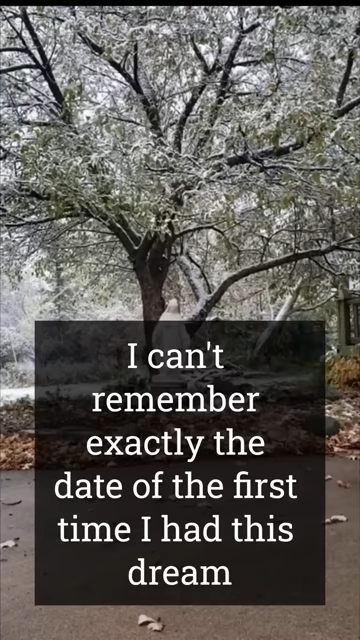 I can't
remember
exactly the
date of the first
time I had this
dream